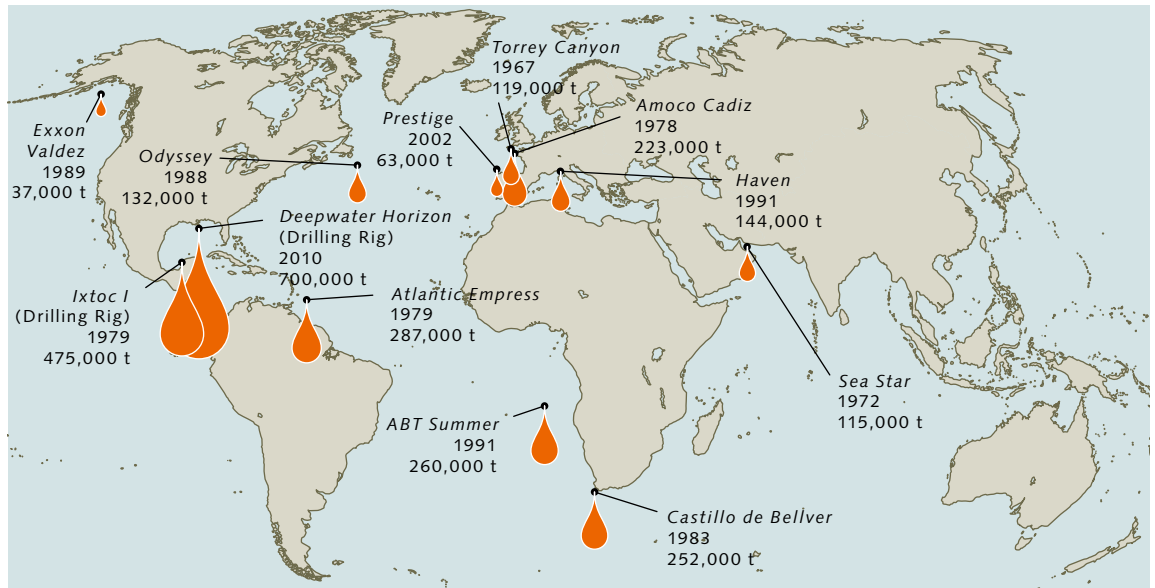 Torrey Canyon
1967
119,000 t
Amoco Cadiz
1978
223,000 t
Prestige
2002
63,000 t
Exxon
Valdez
1989
37,000 t
Odyssey
1988
132,000 t
Haven
1991
144,000 t
Deepwater Horizon
(Drilling Rig)
2010
700,000 t
Ixtoc I
(Drilling Rig)
1979
475,000 t
Atlantic Empress
1979
287,000 t
Sea Star
1972
115,000 t
ABT Summer
1991
260,000 t
Castillo de Bellver
1983
252,000 t